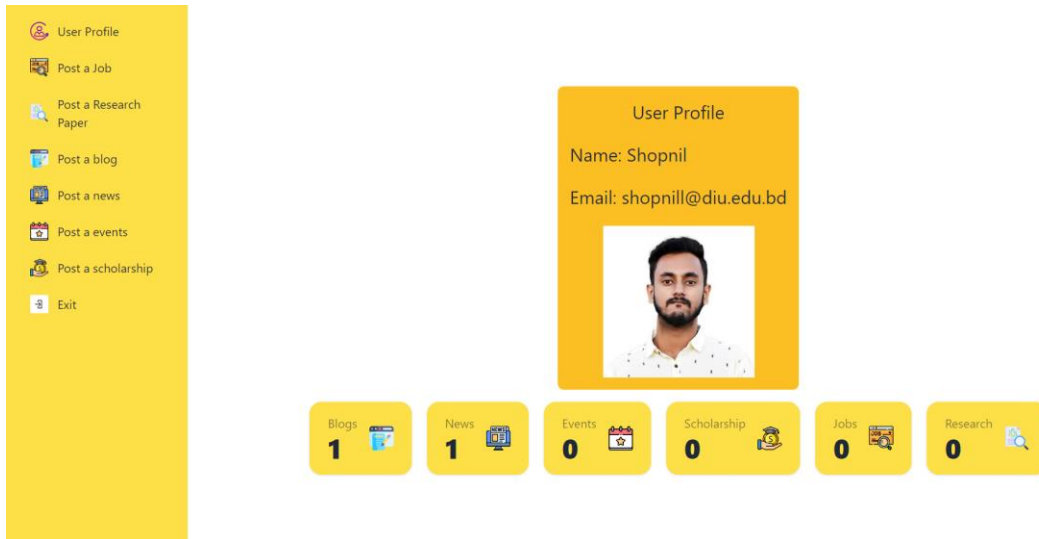 User Profile
Post a Job
Post a Research
Paper
Post a blog
Post a news
Post a events
Post a scholarship
Exit
User Profile
Name: Shopnil
Email: shopnill@diu.edu.bd
Blogs
1
News
1
Events
0
Scholarship
0
Jobs
0
Research
0